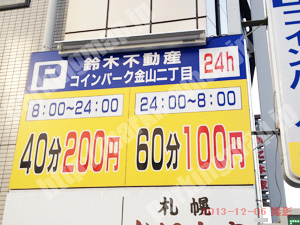 P
鈴木不動産
コインパーク金山二丁目
24h
8:00~24:00
40分200円
24:00~8:00
60分100円
札幌
2013-12-06